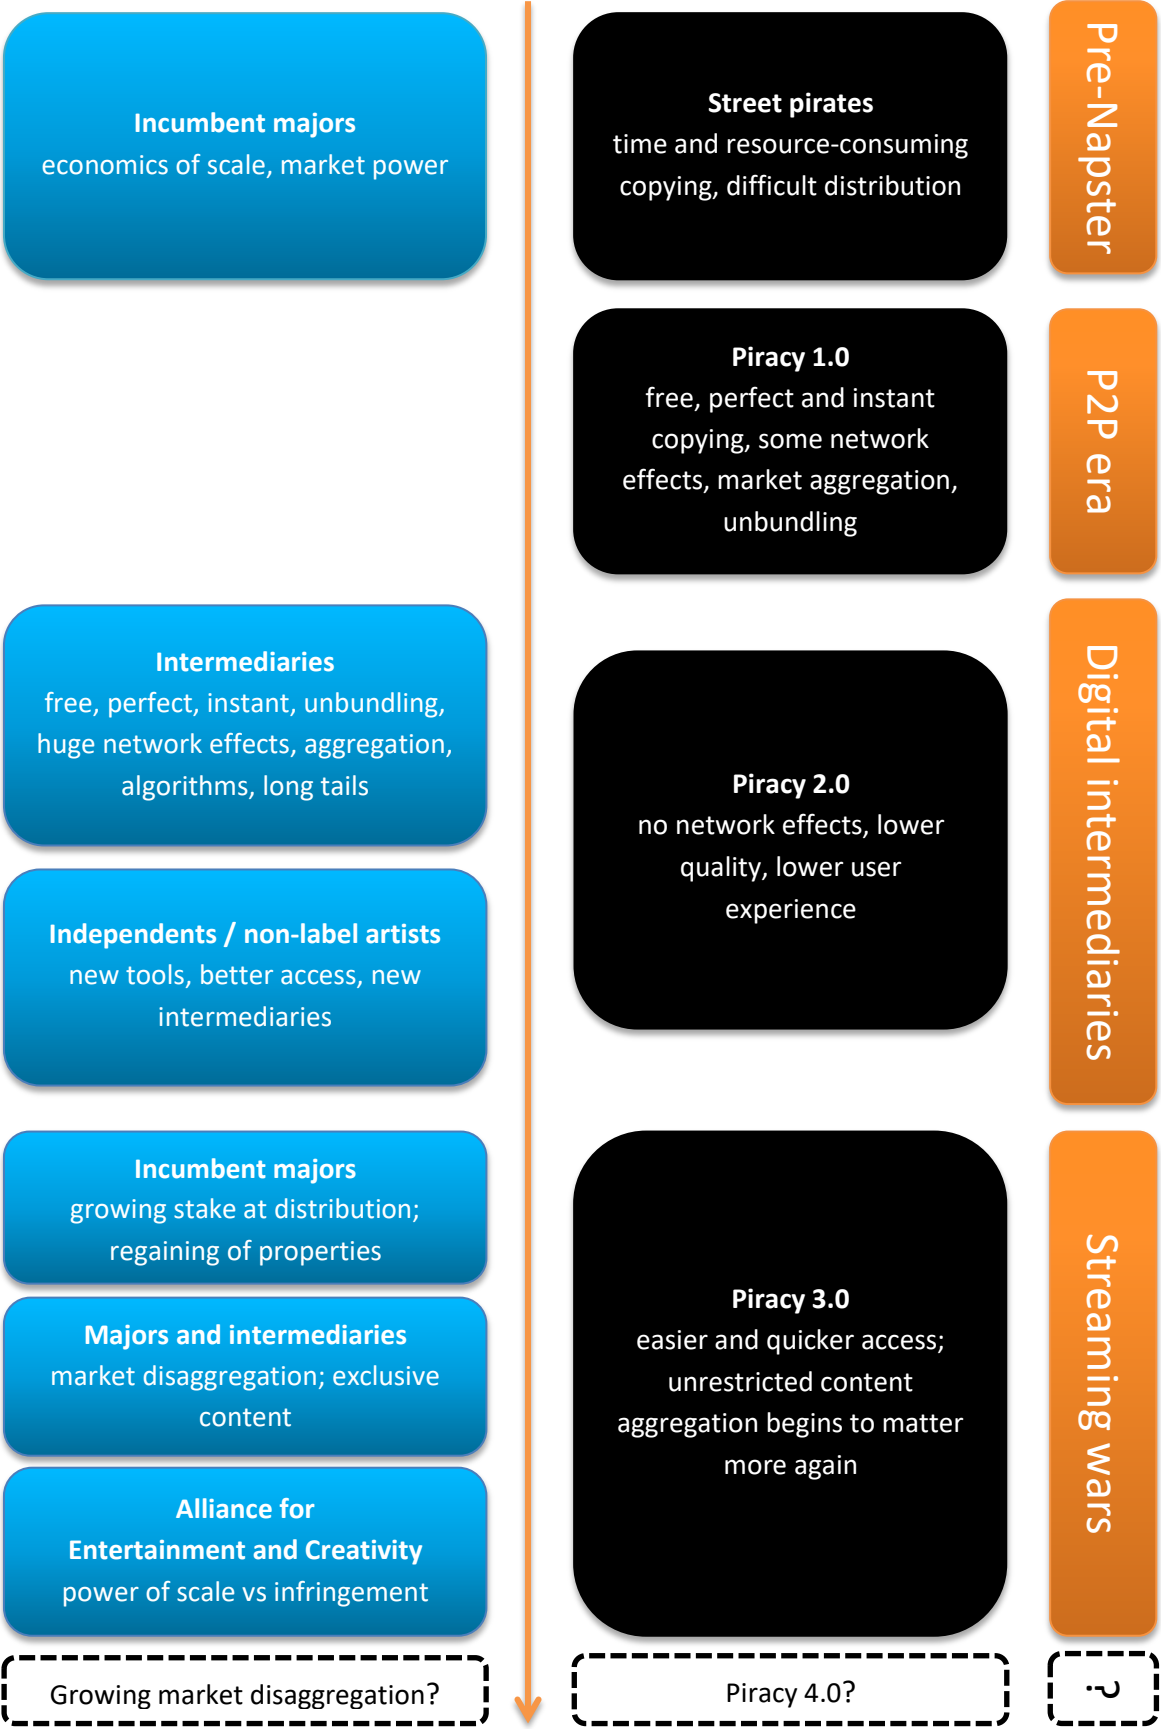 Incumbent majors
economics of scale, market power
Street pirates
time and resource-consuming
copying, difficult distribution
Pre-Napster
Piracy 1.0
free, perfect and instant
copying, some network
effects, market aggregation,
unbundling
P2P era
Intermediaries
free, perfect, instant, unbundling,
huge network effects, aggregation,
algorithms, long tails
Independents / non-label artists
new tools, better access, new
intermediaries
Piracy 2.0
no network effects, lower
quality, lower user
experience
Digital intermediaries
Incumbent majors
growing stake at distribution;
regaining of properties
Majors and intermediaries
market disaggregation; exclusive
content
Alliance for
Entertainment and Creativity
power of scale vs infringement
Piracy 3.0
easier and quicker access;
unrestricted content
aggregation begins to matter
more again
Streaming wars
Growing market disaggregation?
Piracy 4.0?
?